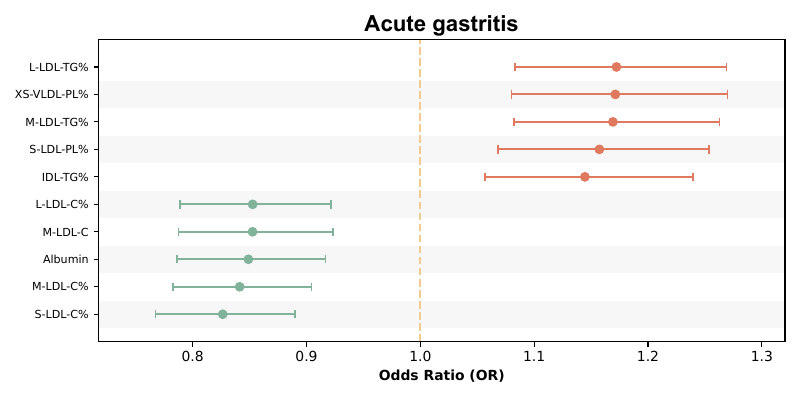 Acute gastritis
L-LDL-TG%
XS-VLDL-PL%
M-LDL-TG%
S-LDL-PL%
IDL-TG%
L-LDL-C%
M-LDL-C
Albumin
M-LDL-C%
S-LDL-C%
0.8 0.9 1.0 1.1 1.2 1.3
Odds Ratio (OR)